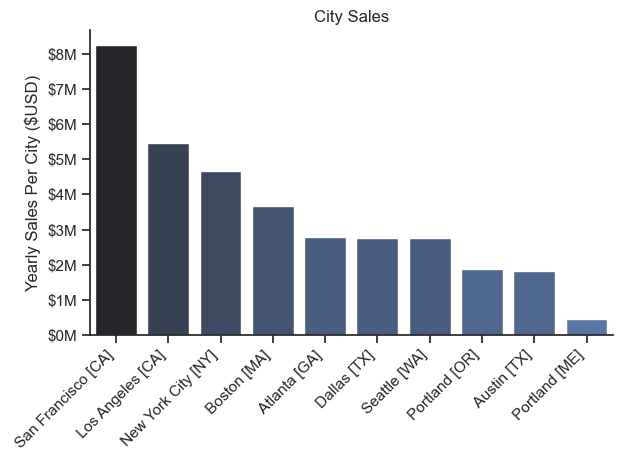 City Sales
Yearly Sales Per City ($USD)
$8M
$7M
$6M
$5M
$4M
$3M
$2M
$1M
$0M
San Francisco [CA]
Los Angeles [CA]
New York City [NY]
Boston [MA]
Atlanta [GA]
Dallas [TX]
Seattle [WA]
Portland [OR]
Austin [TX]
Portland [ME]